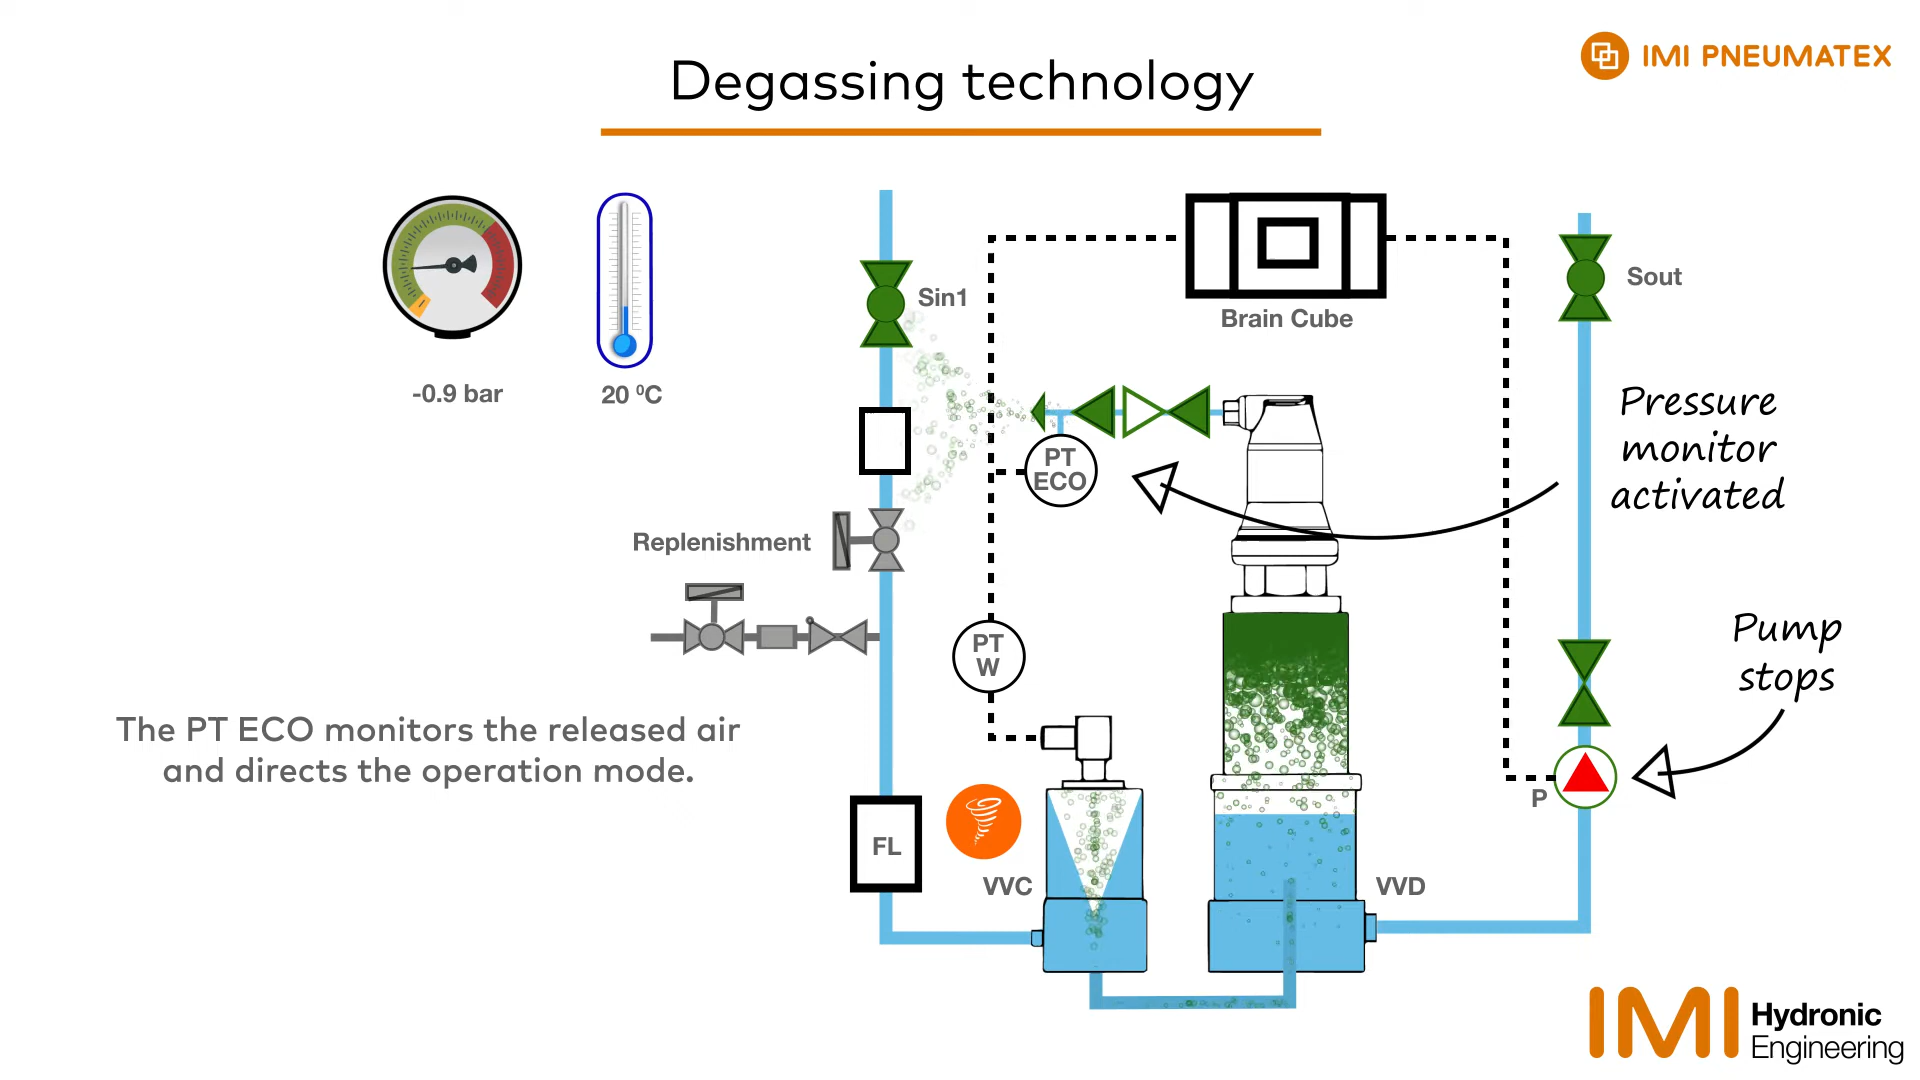 Degassing technology
IMI PNEUMATEX
-0.9 bar
20 ⁰C
Sin1
Brain Cube
Sout
Pressure
monitor
activated
PT
ECO
Replenishment
PT
W
Pump
stops
The PT ECO monitors the released air
and directs the operation mode.
P
FL
VVC
VVD
IMI Hydronic
Engineering